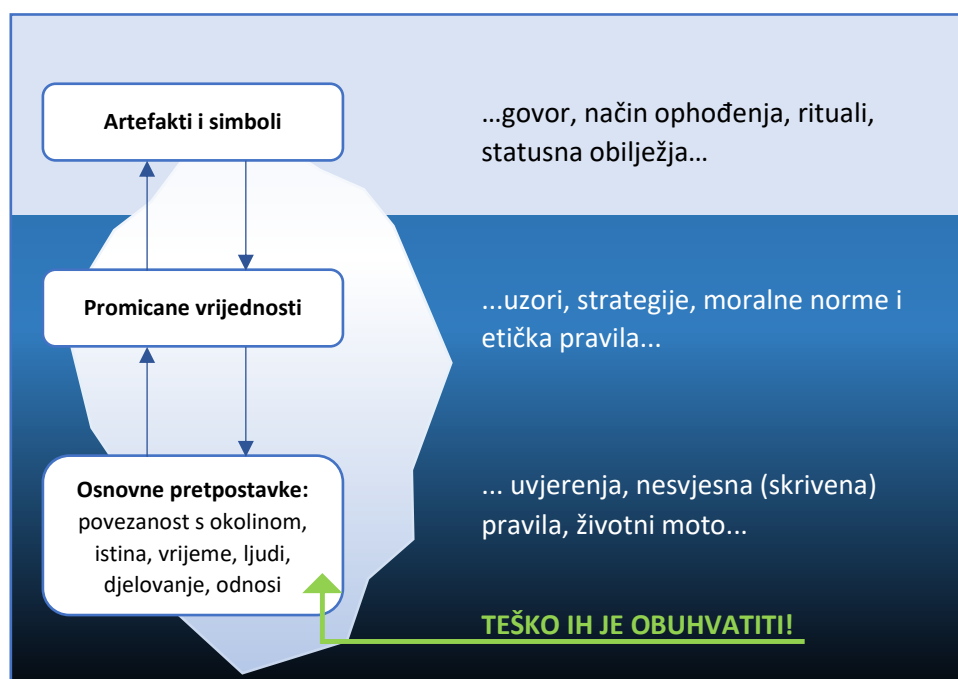 Artefakti i simboli
...govor, način ophođenja, rituali,
statusna obilježja...
Promicane vrijednosti
...uzori, strategije, moralne norme i
etička pravila...
Osnovne pretpostavke:
povezanost s okolinom,
istina, vrijeme, ljudi,
djelovanje, odnosi
... uvjerenja, nesvjesna (skrivena)
pravila, životni moto...
TEŠKO IH JE OBUHVATITI!